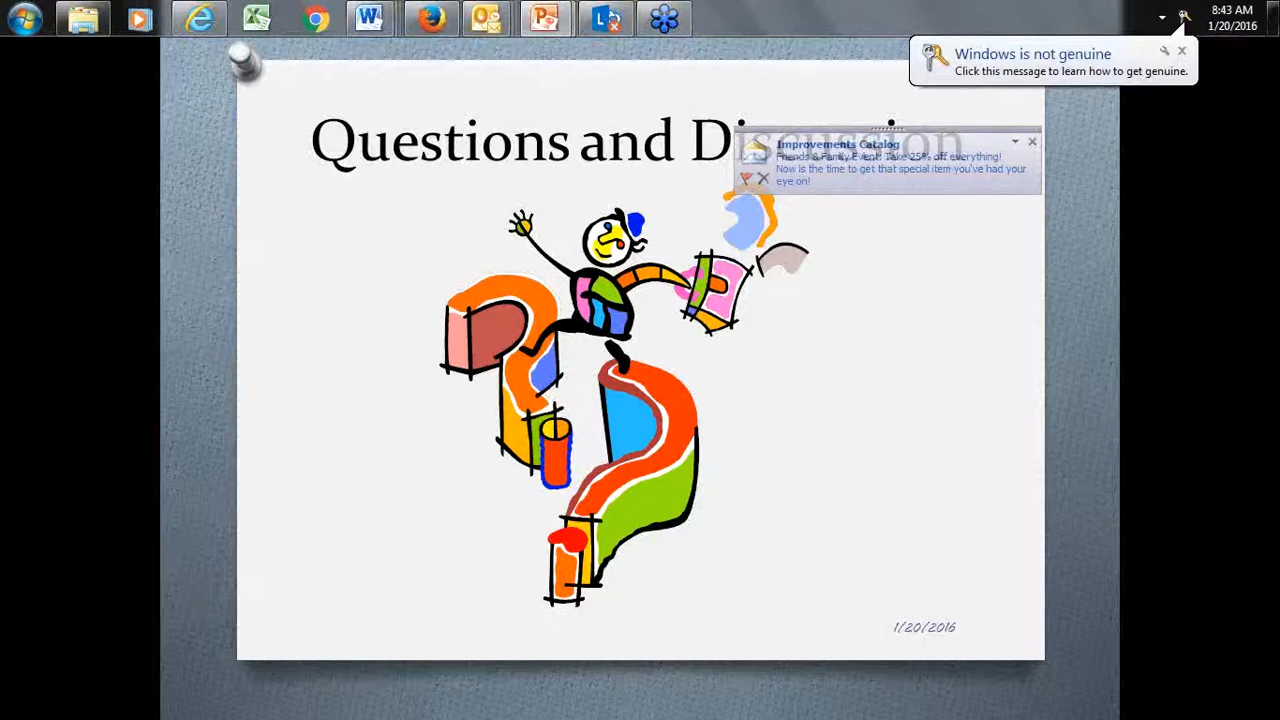 8:43 AM
1/20/2016
Windows is not genuine
Click this message to learn how to get genuine.
Questions and Discussion
Improvements Catalog
Friends & Family Event! Take 25% off everything!
Now is the time to get that special item you've had your
eye on!
1/20/2016